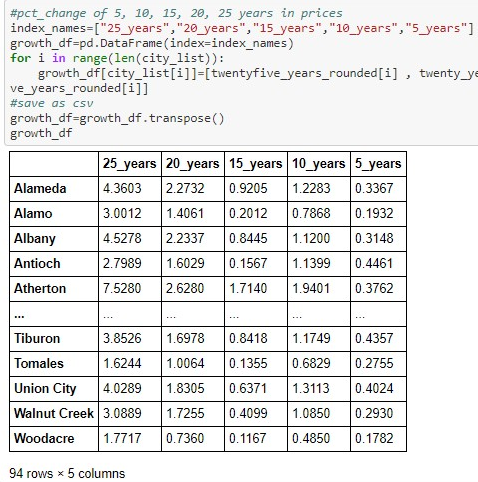 #pct_change of 5, 10, 15, 20, 25 years in prices
index_names=["25_years","20_years","15_years","10_years","5_years"]
growth_df=pd.DataFrame(index=index_names)
for i in range(len(city_list)):
    growth_df[city_list[i]]=[twentyfive_years_rounded[i] , twenty_ye
ve_years_rounded[i]]
#save as csv
growth_df=growth_df.transpose()
growth_df
25_years 20_years 15_years 10_years 5_years
Alameda 4.3603 2.2732 0.9205 1.2283 0.3367
Alamo 3.0012 1.4061 0.2012 0.7868 0.1932
Albany 4.5278 2.2337 0.8445 1.1200 0.3148
Antioch 2.7989 1.6029 0.1567 1.1399 0.4461
Atherton 7.5280 2.6280 1.7140 1.9401 0.3762
... ... ... ... ... ...
Tiburon 3.8526 1.6978 0.8418 1.1749 0.4357
Tomales 1.6244 1.0064 0.1355 0.6829 0.2755
Union City 4.0289 1.8305 0.6371 1.3113 0.4024
Walnut Creek 3.0889 1.7255 0.4099 1.0850 0.2930
Woodacre 1.7717 0.7360 0.1167 0.4850 0.1782
94 rows × 5 columns